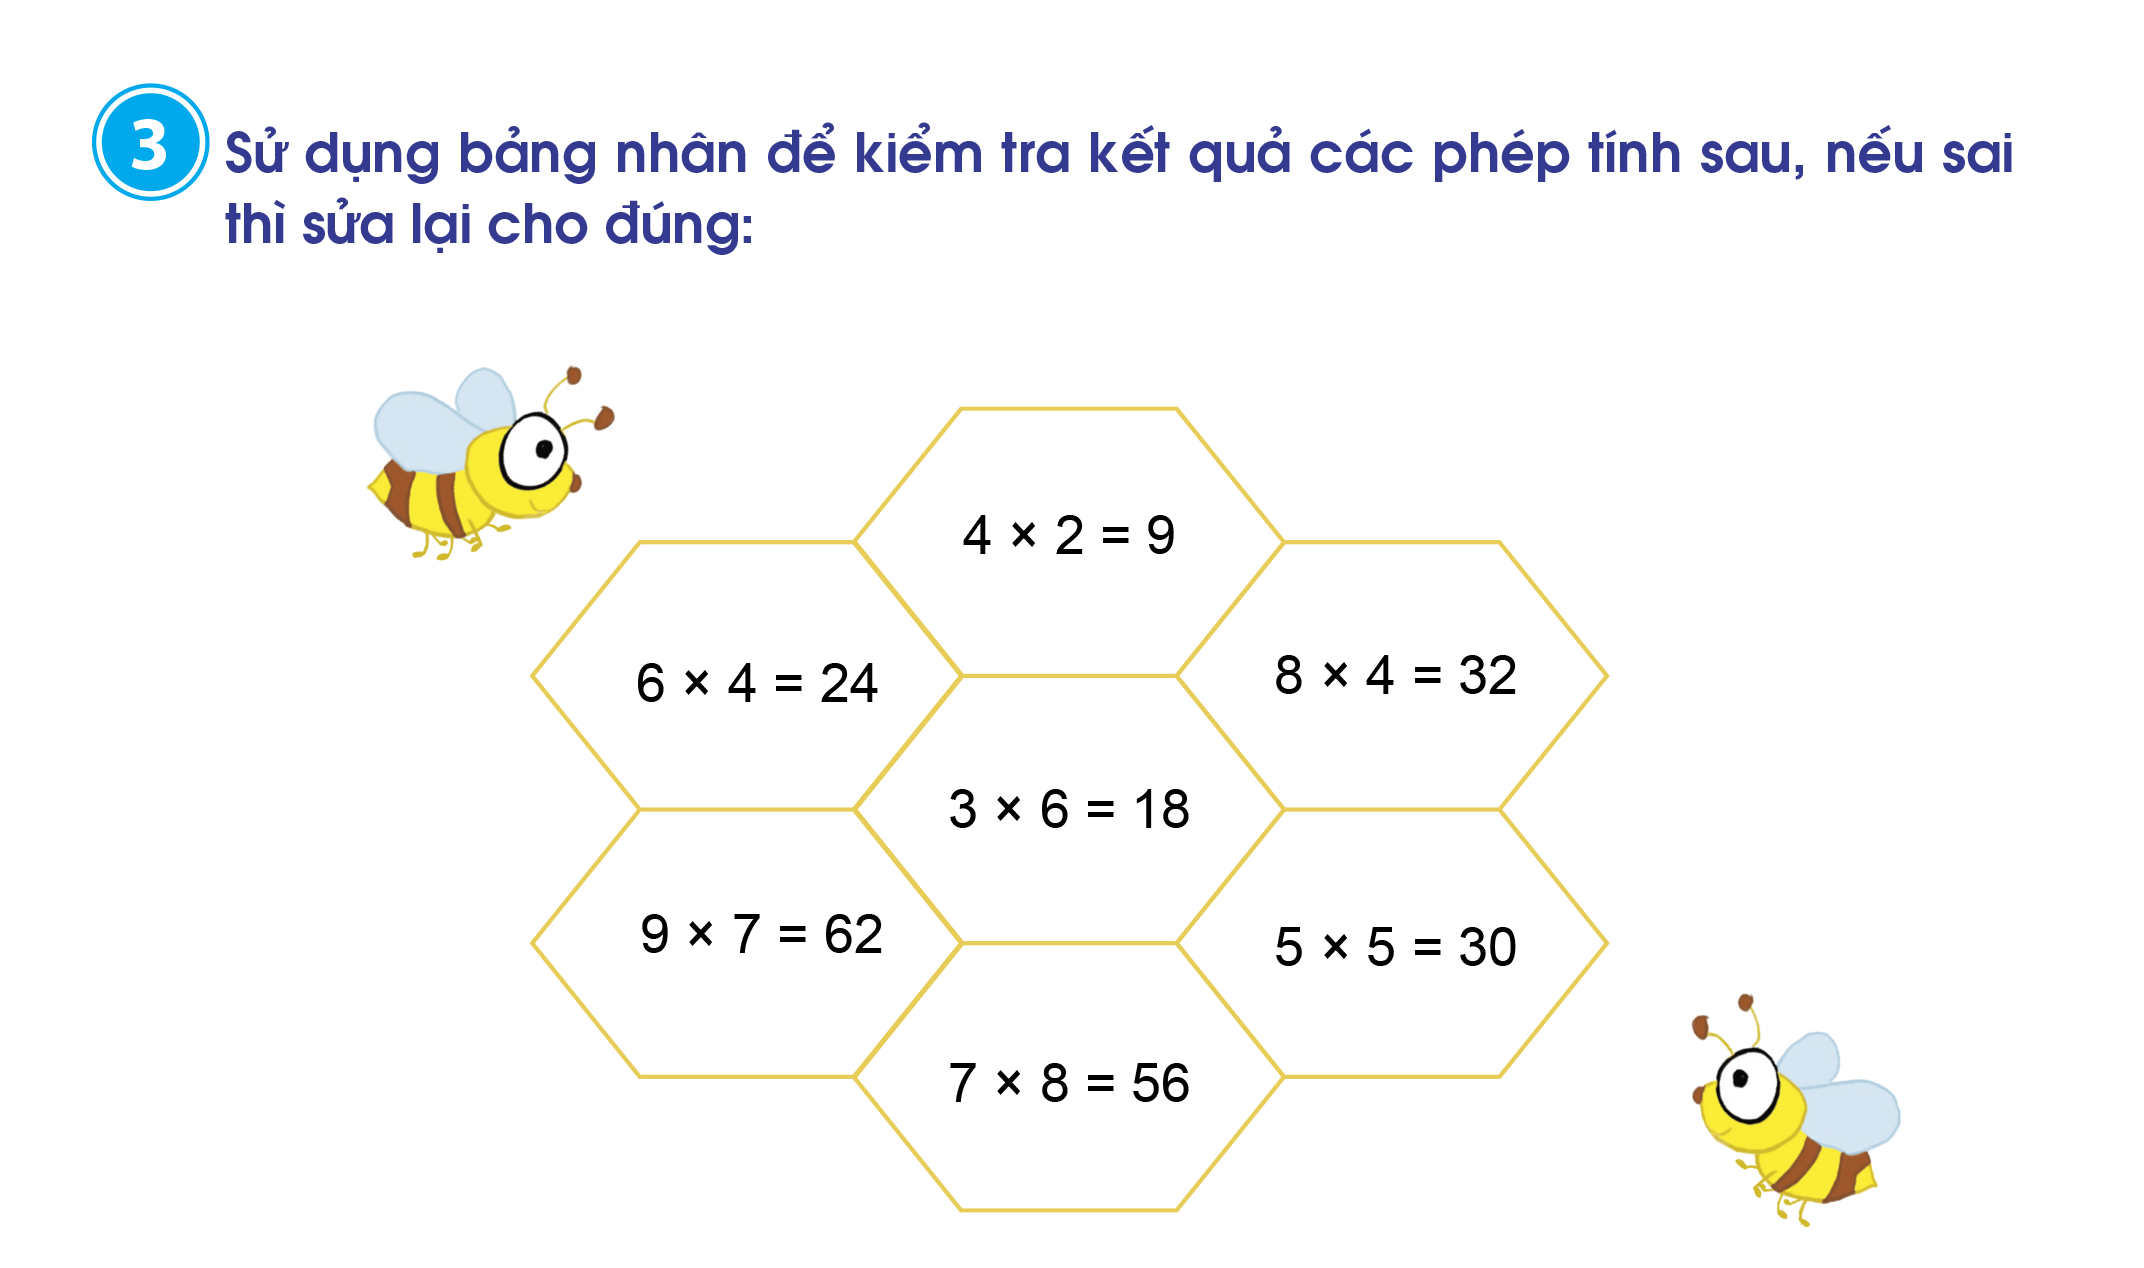 3 Sử dụng bảng nhân để kiểm tra kết quả các phép tính sau, nếu sai
thì sửa lại cho đúng:
4 × 2 = 9
6 × 4 = 24
8 × 4 = 32
3 × 6 = 18
9 × 7 = 62
5 × 5 = 30
7 × 8 = 56